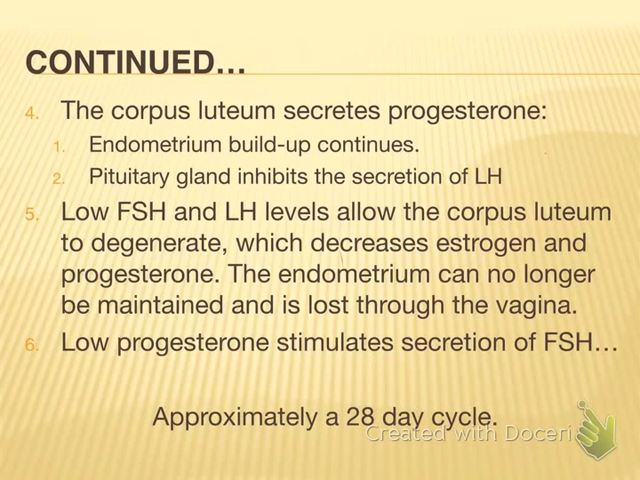 CONTINUED…
4. The corpus luteum secretes progesterone:
1. Endometrium build-up continues.
2. Pituitary gland inhibits the secretion of LH
5. Low FSH and LH levels allow the corpus luteum
to degenerate, which decreases estrogen and
progesterone. The endometrium can no longer
be maintained and is lost through the vagina.
6. Low progesterone stimulates secretion of FSH…
Approximately a 28 day cycle.
Created with Doceri